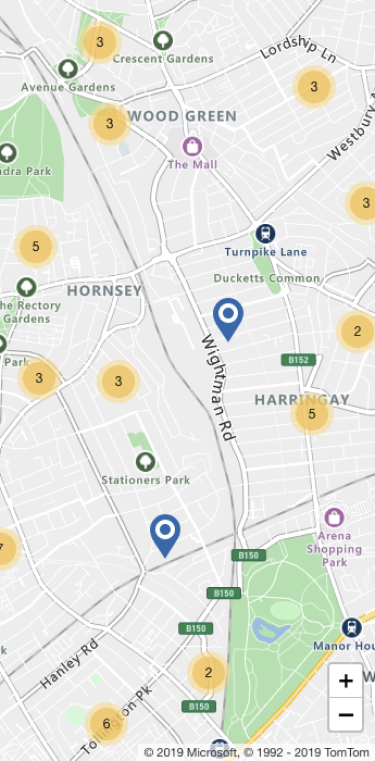 3
Crescent Gardens
Lordship Ln
Avenue Gardens
3
3
WOOD GREEN
Westbury A
The Mall
dra Park
3
Turnpike Lane
5
Ducketts Common
he Rectory
Gardens
HORNSEY
2
Wightman Rd
B152
Park
3
3
HARRINGAY
5
Stationers Park
Arena
Shopping
Park
7
B150
B150
B150
Manor Hou
Hanley Rd
k
2
W
+
B150
−
6
Tollington Pk
© 2019 Microsoft, © 1992 - 2019 TomTom